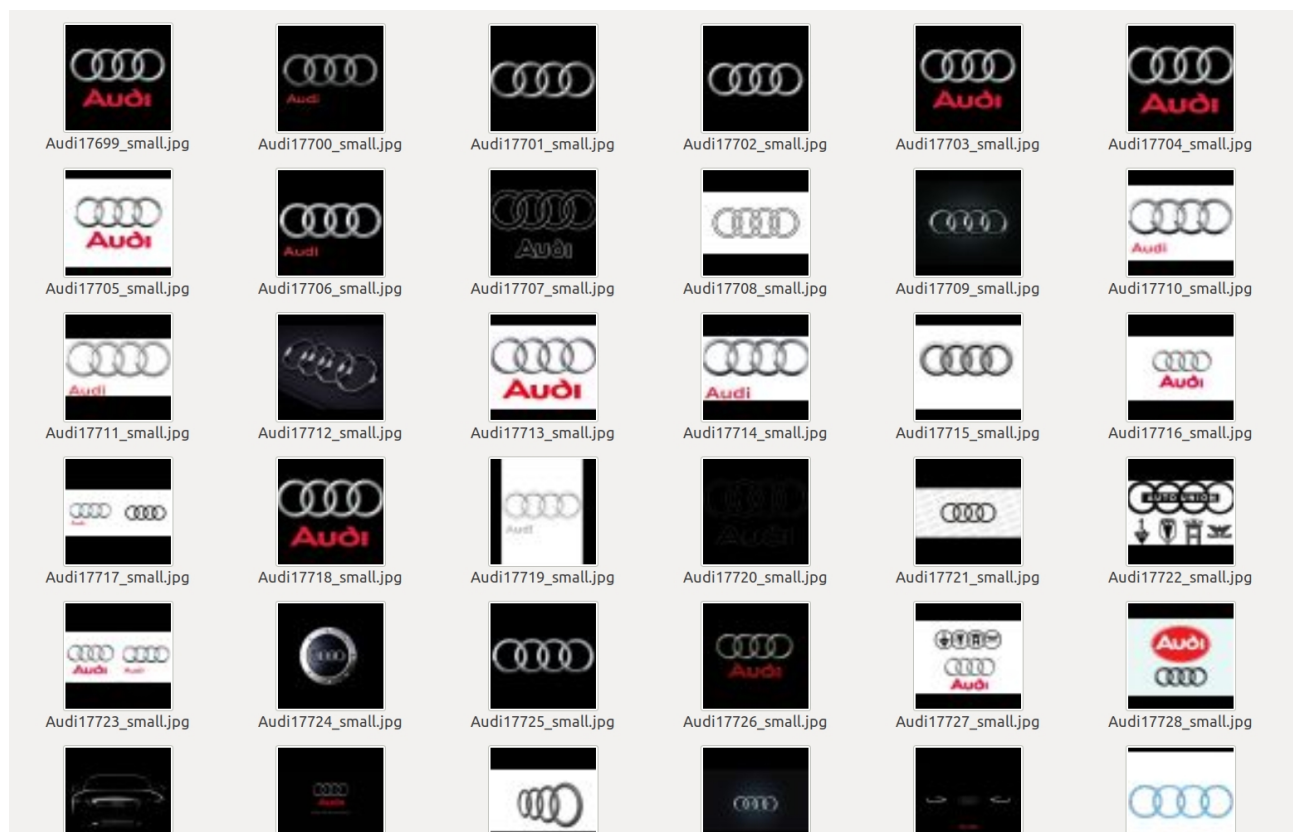 Audi Audi Audi Audi
Audi17699_small.jpg Audi17700_small.jpg Audi17701_small.jpg Audi17702_small.jpg Audi17703_small.jpg Audi17704_small.jpg
Audi Audi Audi Audi
Audi17705_small.jpg Audi17706_small.jpg Audi17707_small.jpg Audi17708_small.jpg Audi17709_small.jpg Audi17710_small.jpg
Audi Audi Audi Audi
Audi17711_small.jpg Audi17712_small.jpg Audi17713_small.jpg Audi17714_small.jpg Audi17715_small.jpg Audi17716_small.jpg
Audi Audi Audi AUTO UNION
Audi17717_small.jpg Audi17718_small.jpg Audi17719_small.jpg Audi17720_small.jpg Audi17721_small.jpg Audi17722_small.jpg
Audi Audi Audi Audi Audi
Audi17723_small.jpg Audi17724_small.jpg Audi17725_small.jpg Audi17726_small.jpg Audi17727_small.jpg Audi17728_small.jpg